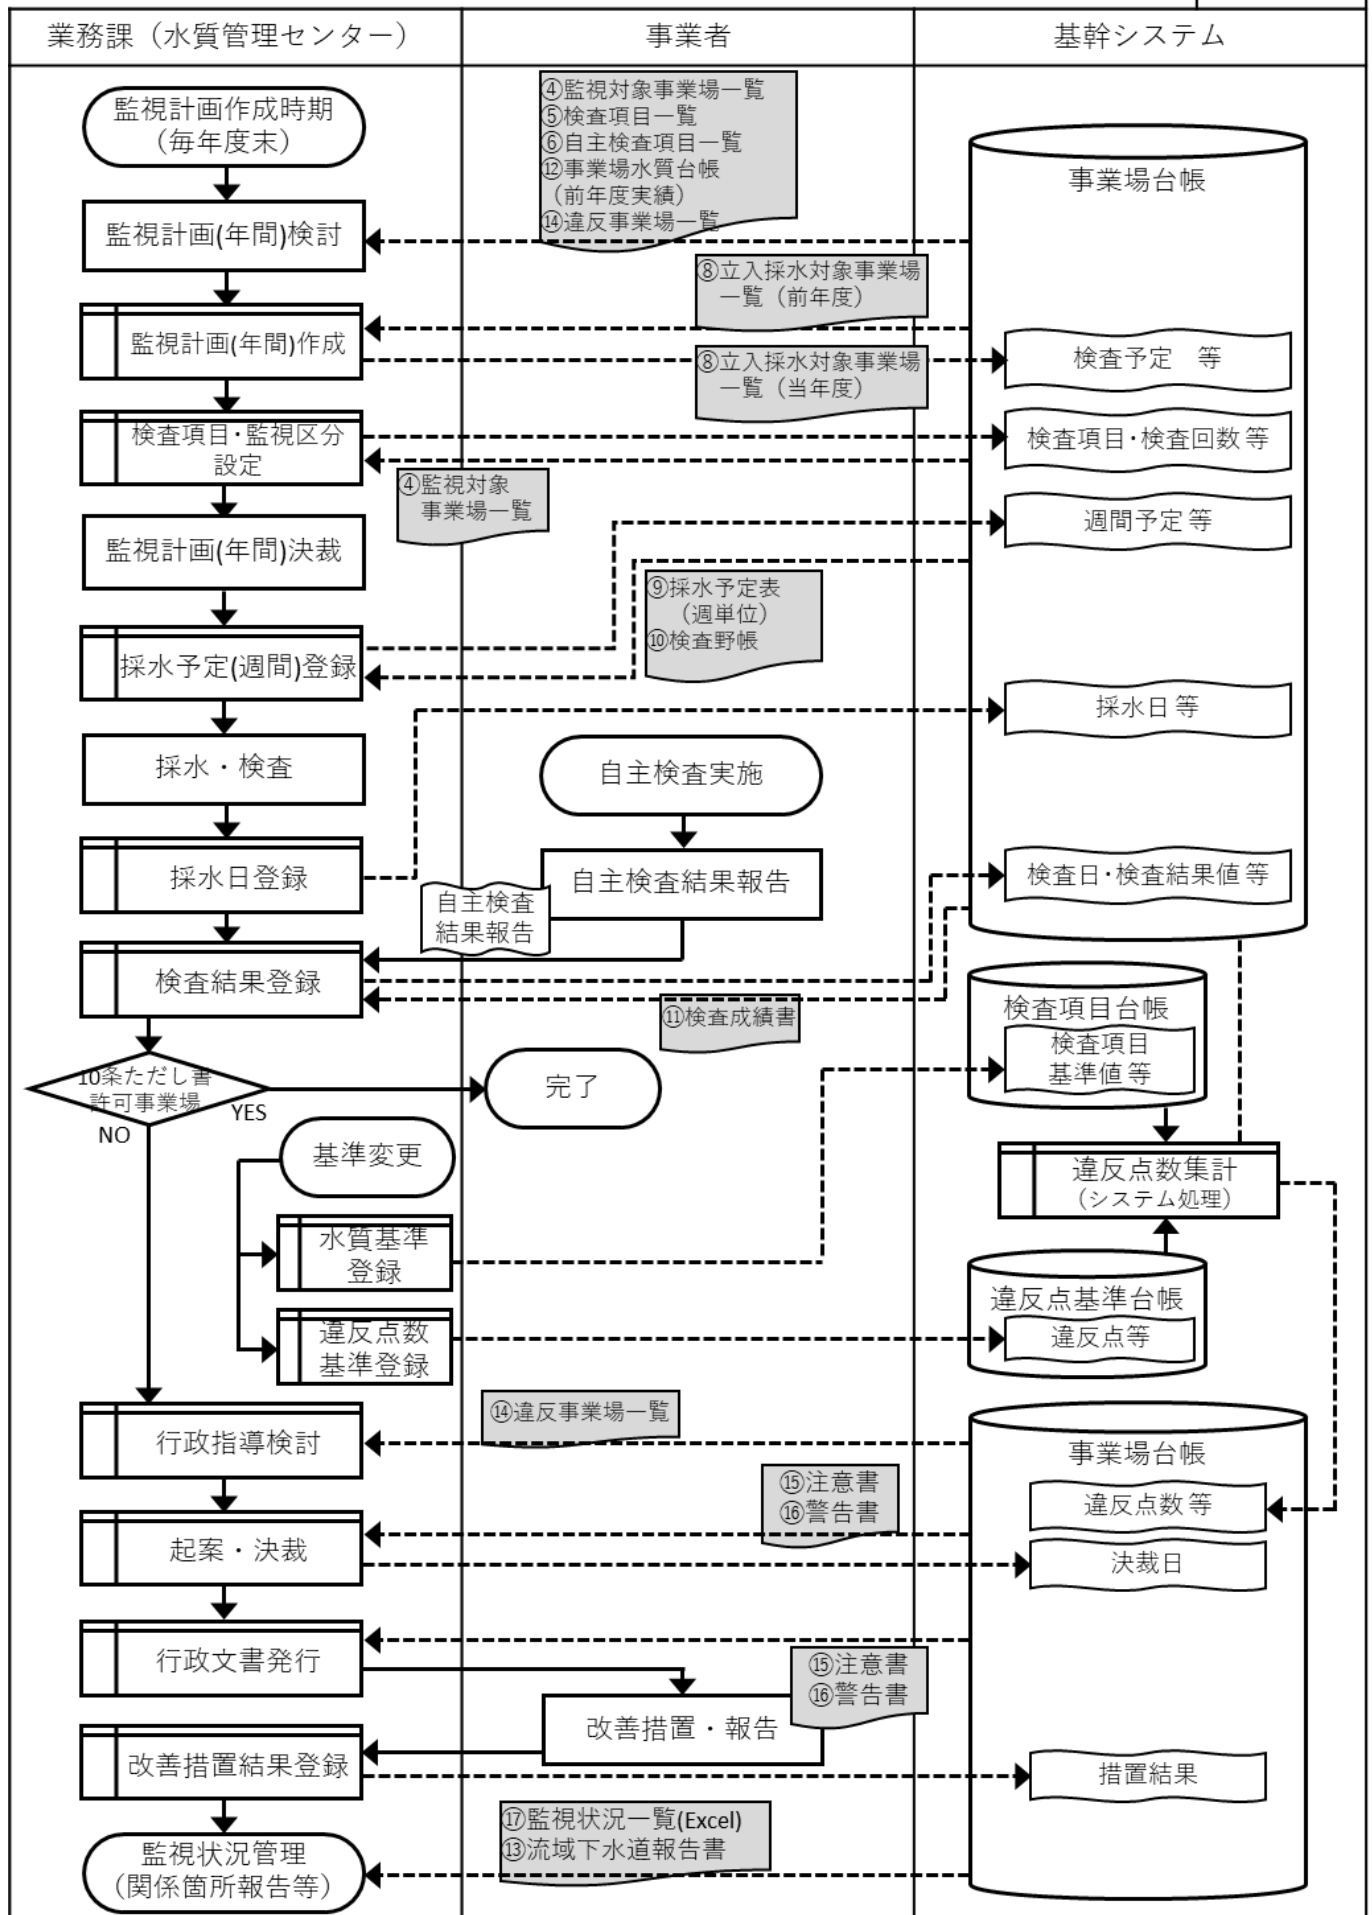 業務課（水質管理センター）
事業者
基幹システム
監視計画作成時期
（毎年度末）
④監視対象事業場一覧
⑤検査項目一覧
⑥自主検査項目一覧
⑫事業場水質台帳
（前年度実績）
⑭違反事業場一覧
事業場台帳
監視計画(年間)検討
⑧立入採水対象事業場
一覧（前年度）
監視計画(年間)作成
⑧立入採水対象事業場
一覧（当年度）
検査予定　等
検査項目・監視区分
設定
検査項目・検査回数等
④監視対象
事業場一覧
週間予定等
監視計画(年間)決裁
⑨採水予定表
（週単位）
⑩検査野帳
採水予定(週間)登録
採水日等
採水・検査
自主検査実施
採水日登録
自主検査結果報告
検査日・検査結果値等
自主検査
結果報告
検査結果登録
⑪検査成績書
検査項目台帳
検査項目
基準値等
10条ただし書
許可事業場
YES
NO
完了
基準変更
違反点数集計
（システム処理）
水質基準
登録
違反点基準台帳
違反点等
違反点数
基準登録
⑭違反事業場一覧
行政指導検討
事業場台帳
⑮注意書
⑯警告書
違反点数等
起案・決裁
決裁日
行政文書発行
⑮注意書
⑯警告書
改善措置・報告
改善措置結果登録
措置結果
⑰監視状況一覧(Excel)
⑬流域下水道報告書
監視状況管理
（関係箇所報告等）